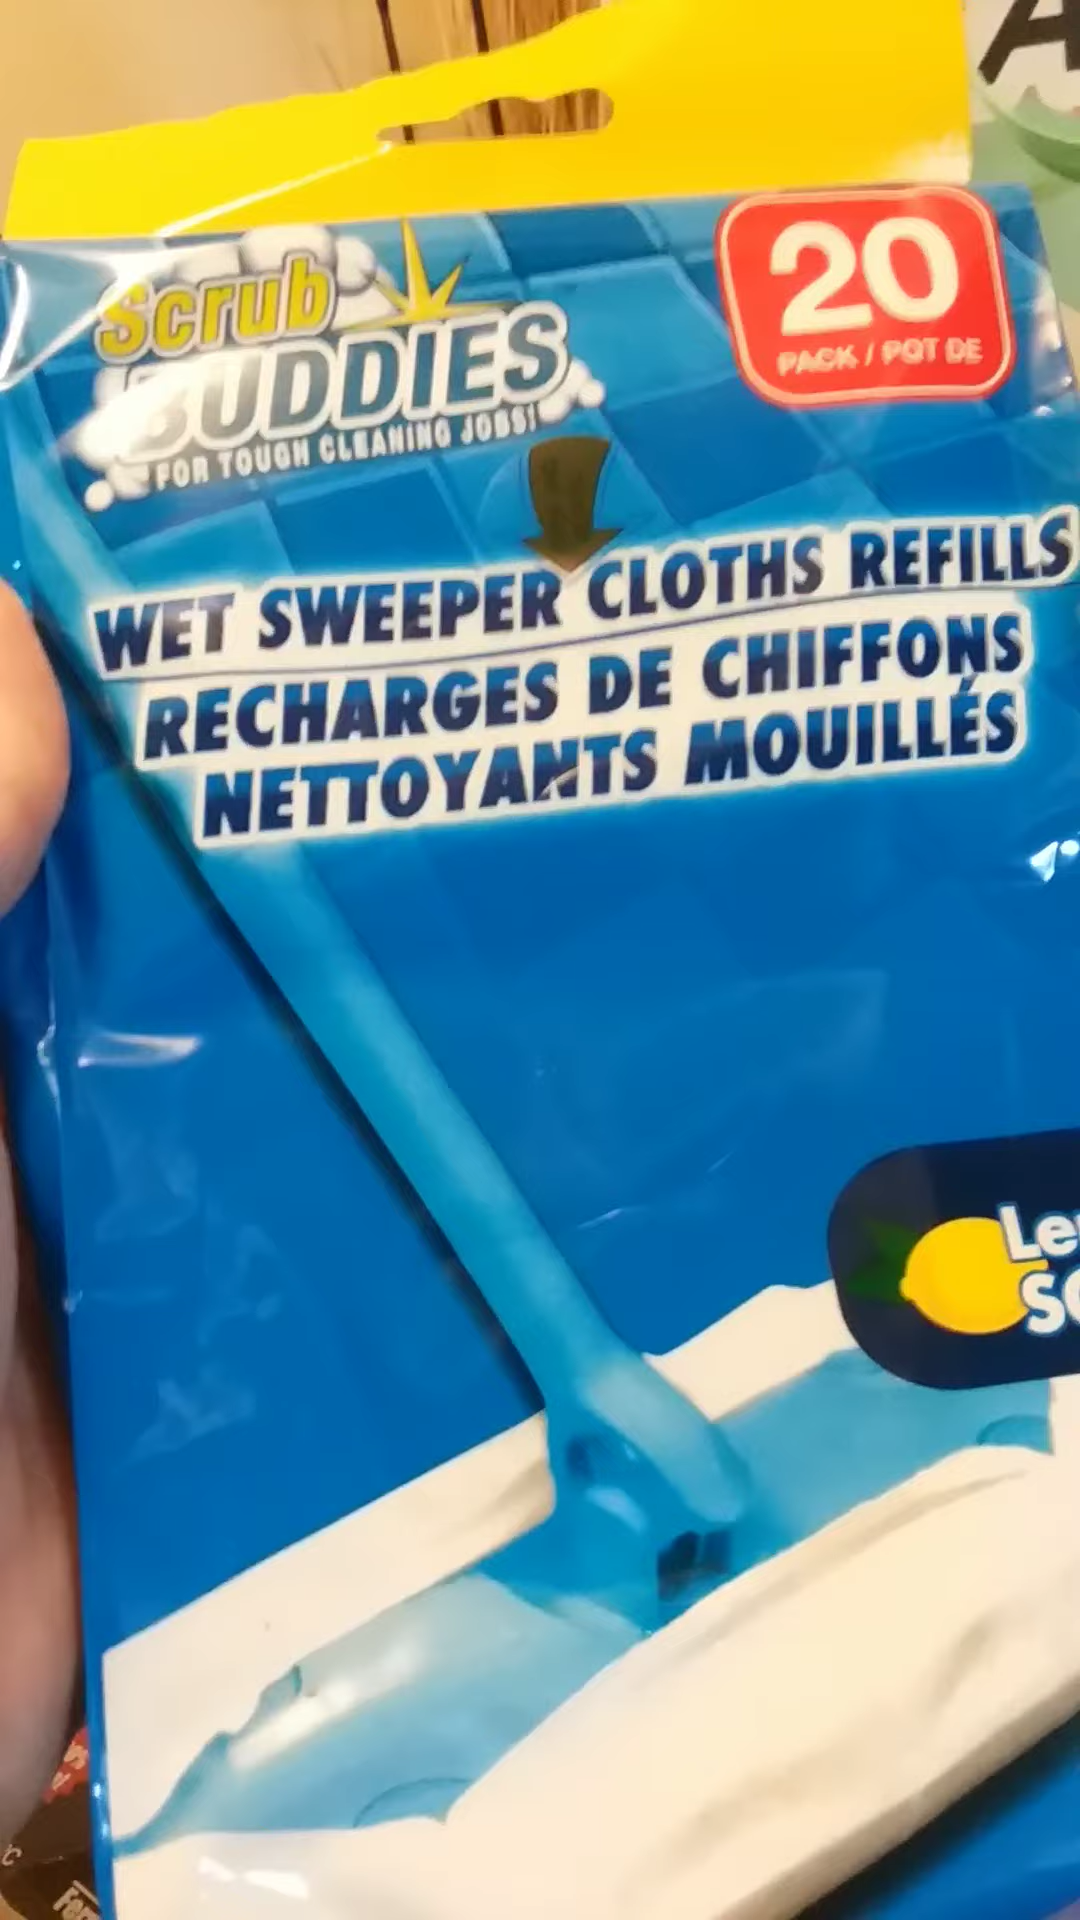 Scrub
BUDDIES
FOR TOUGH CLEANING JOBS!
20
PACK / PQT DE
WET SWEEPER CLOTHS REFILLS
RECHARGES DE CHIFFONS
NETTOYANTS MOUILLÉS